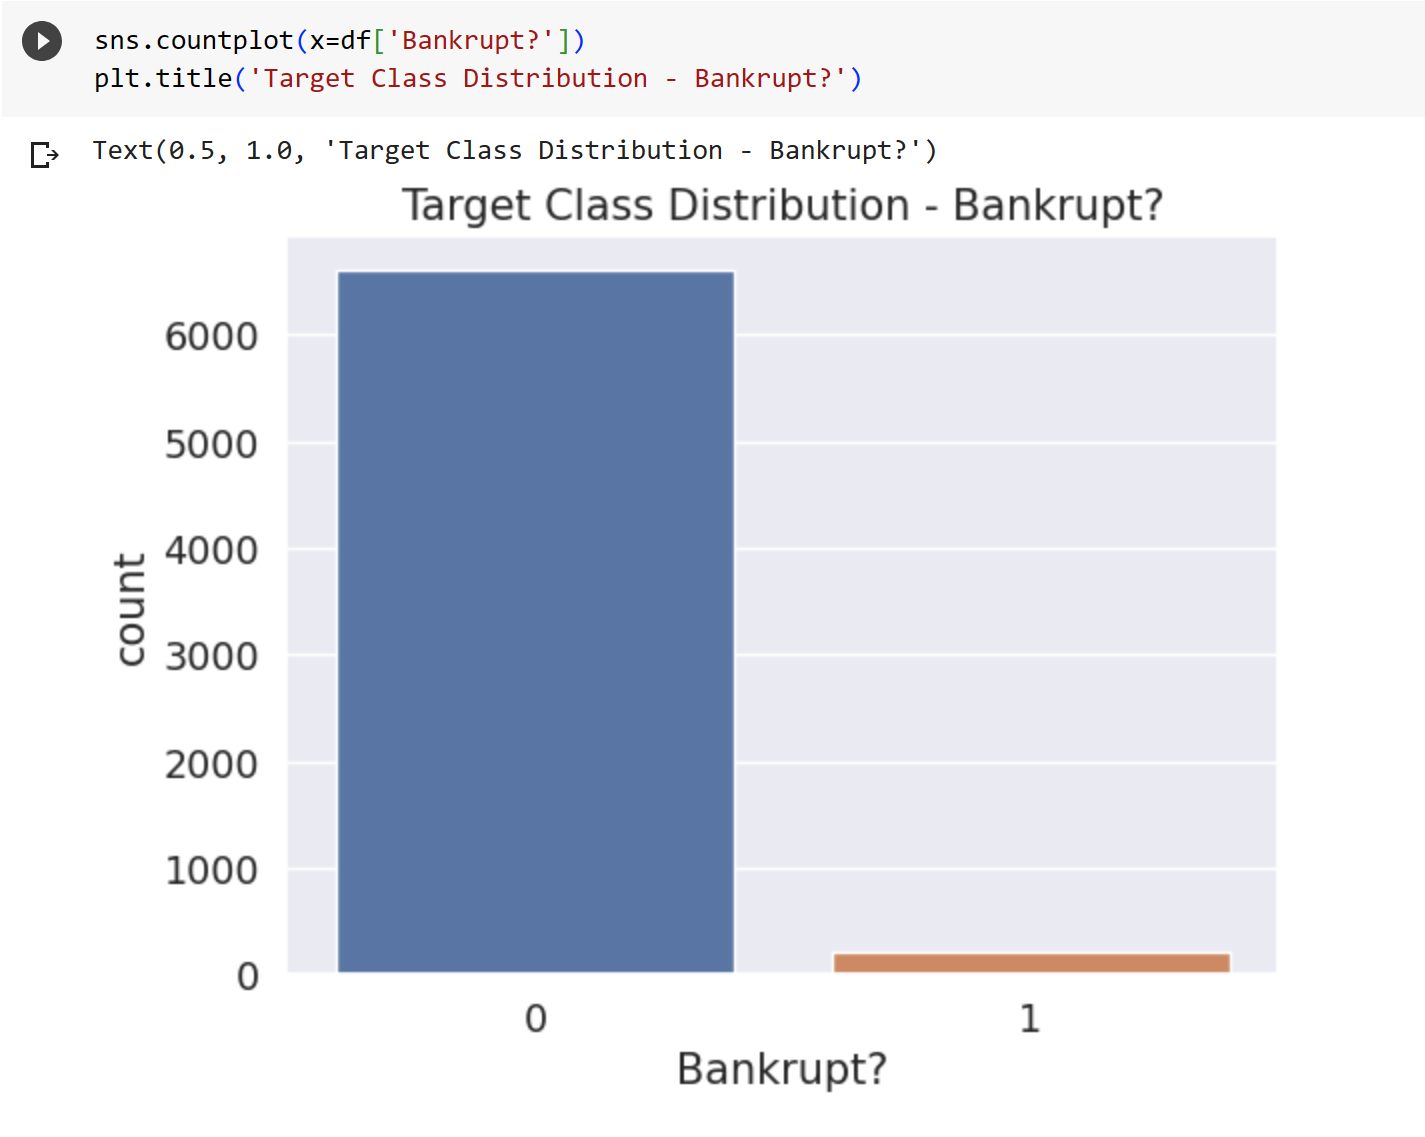 sns.countplot(x=df['Bankrupt?'])
plt.title('Target Class Distribution - Bankrupt?')
Text(0.5, 1.0, 'Target Class Distribution - Bankrupt?')
Target Class Distribution - Bankrupt?
6000
5000
4000
3000
2000
1000
0
count
0 1
Bankrupt?